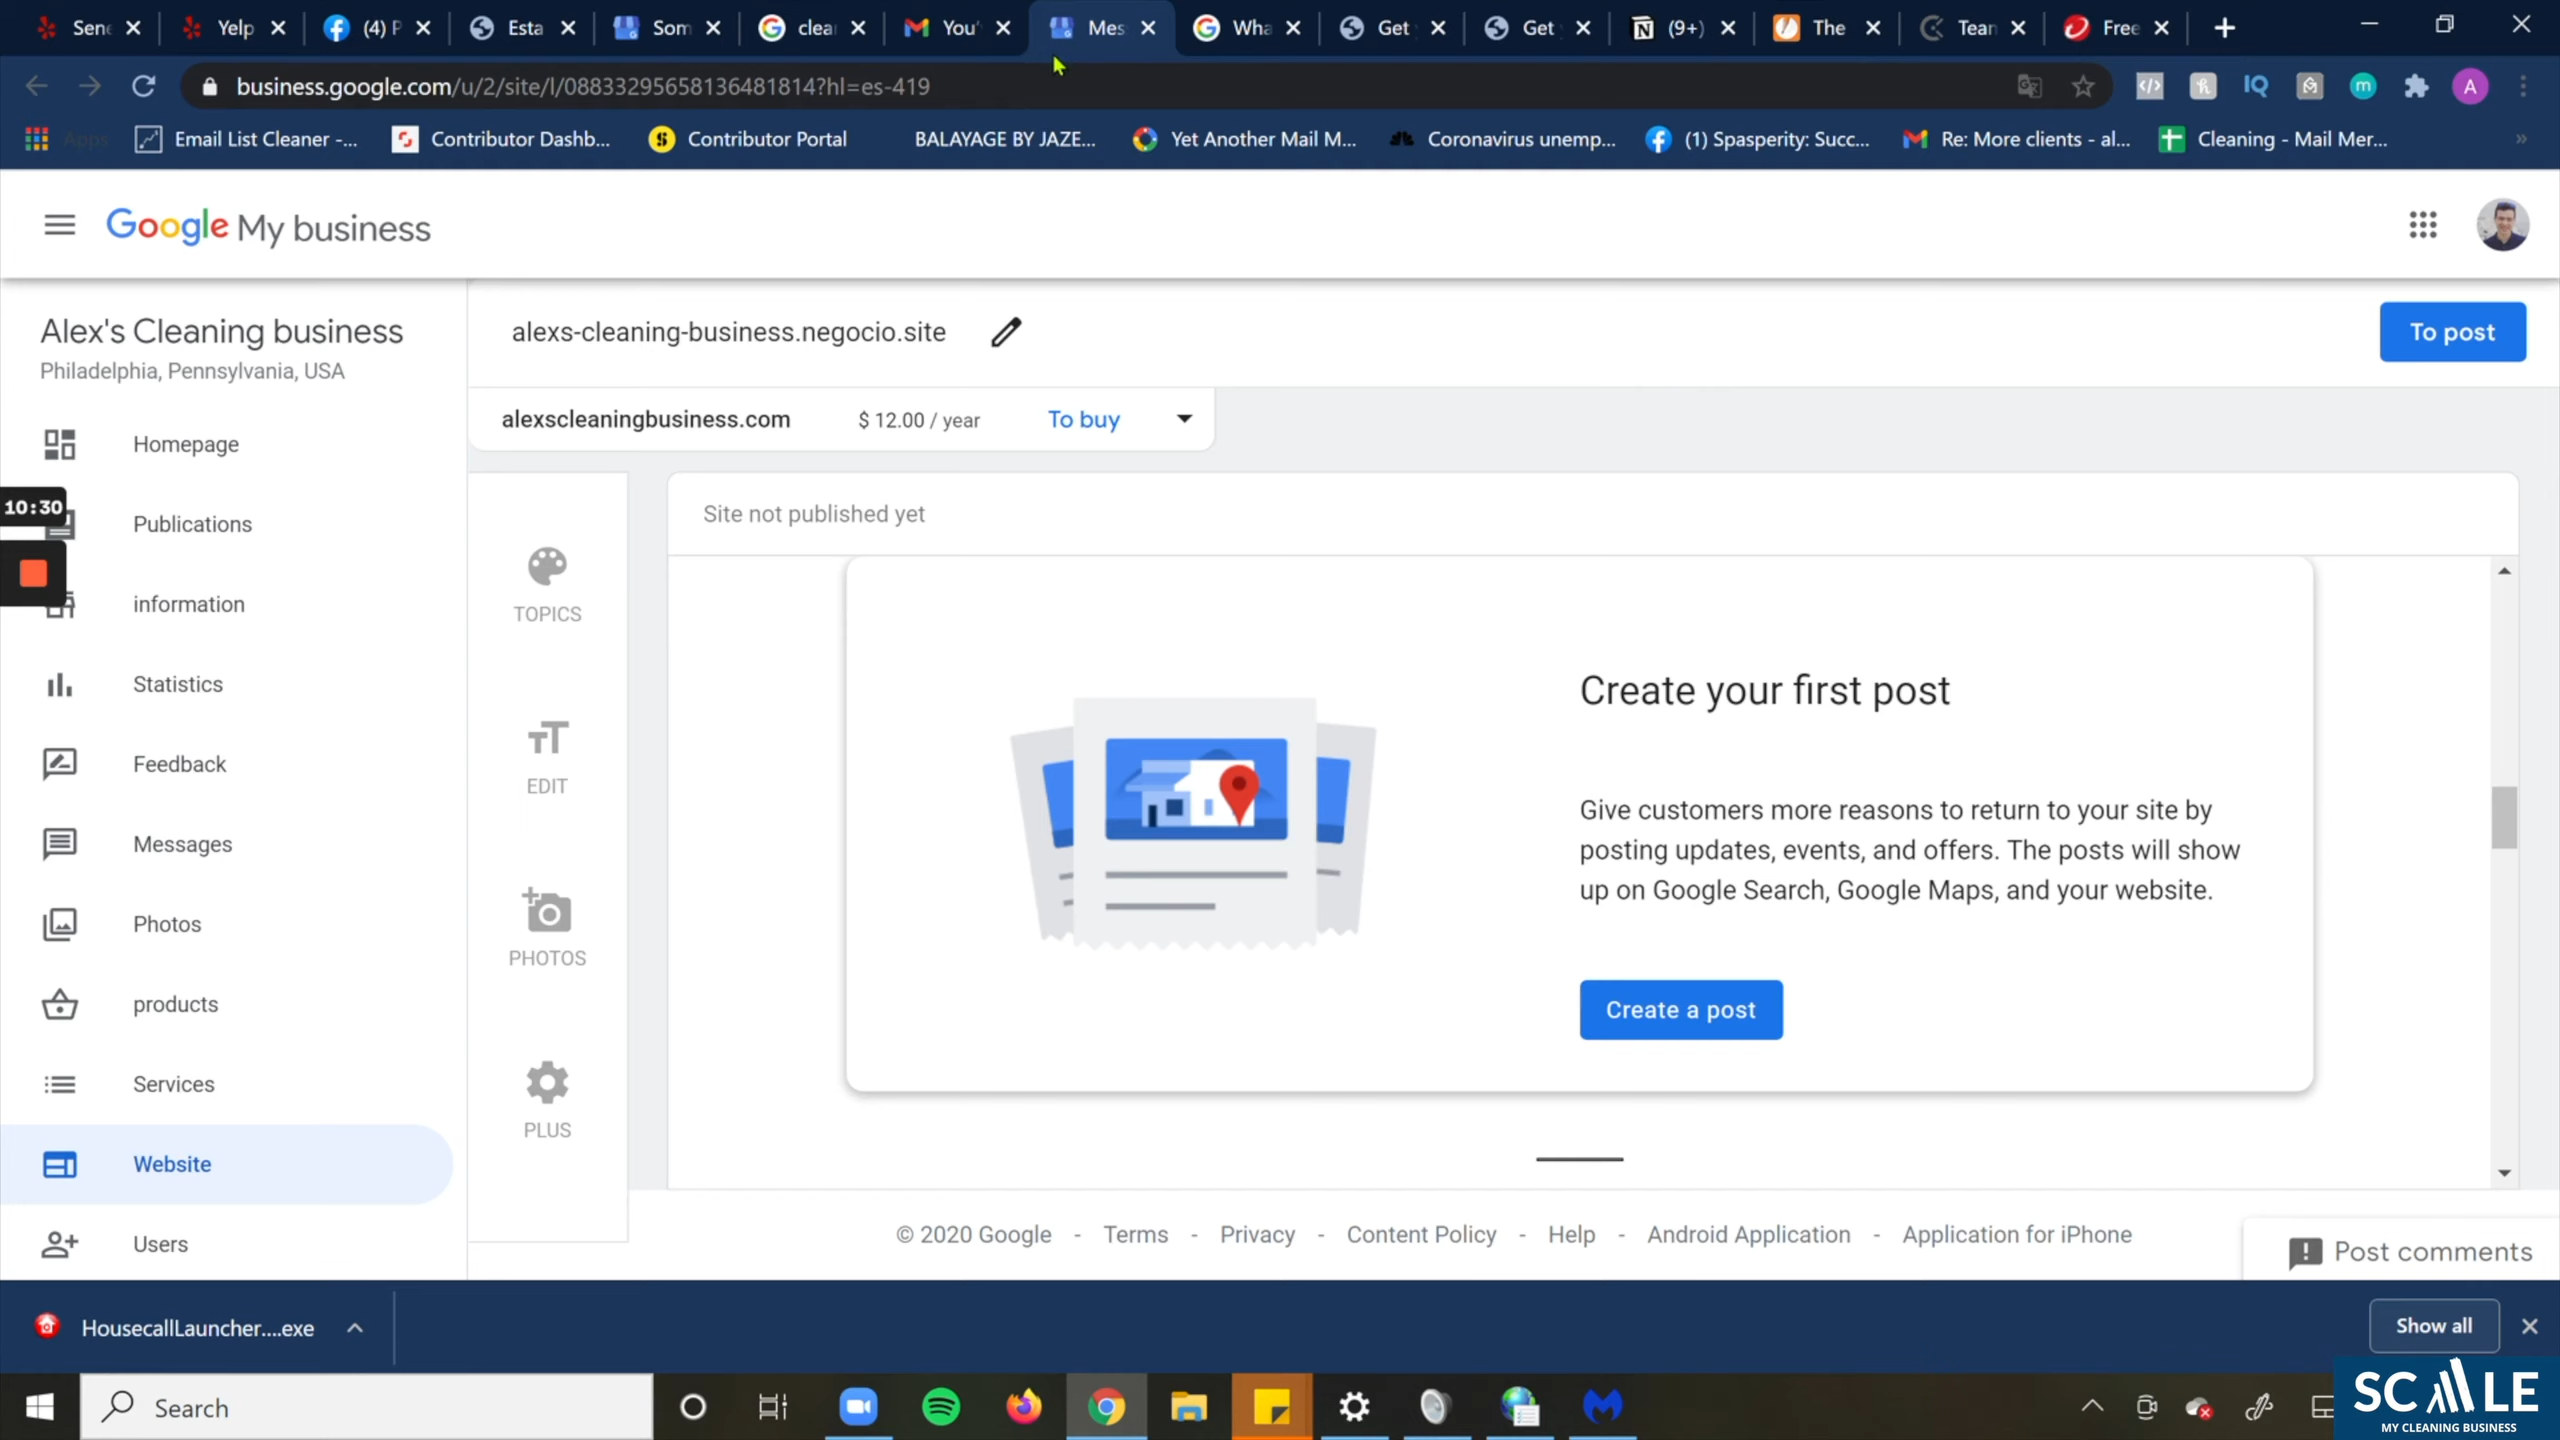 Sene
Yelp
(4) P
Esta
Som
clea
You'
Mes
Wha
Get
Get
(9+)
The
Tean
Free
business.google.com/u/2/site/l/08833295658136481814?hl=es-419
Apps
Email List Cleaner -...
Contributor Dashb...
Contributor Portal
BALAYAGE BY JAZE...
Yet Another Mail M...
Coronavirus unemp...
(1) Spasperity: Succ...
Re: More clients - al...
Cleaning - Mail Mer...
Google My business
Alex's Cleaning business
Philadelphia, Pennsylvania, USA
alexs-cleaning-business.negocio.site
To post
alexscleaningbusiness.com $ 12.00 / year To buy
Homepage
10:30
Publications
information
Statistics
Feedback
Messages
Photos
products
Services
Website
Users
TOPICS
EDIT
PHOTOS
PLUS
Site not published yet
Create your first post
Give customers more reasons to return to your site by
posting updates, events, and offers. The posts will show
up on Google Search, Google Maps, and your website.
Create a post
© 2020 Google - Terms - Privacy - Content Policy - Help - Android Application - Application for iPhone
Post comments
HousecallLauncher....exe
Show all
Search
SCALE
MY CLEANING BUSINESS